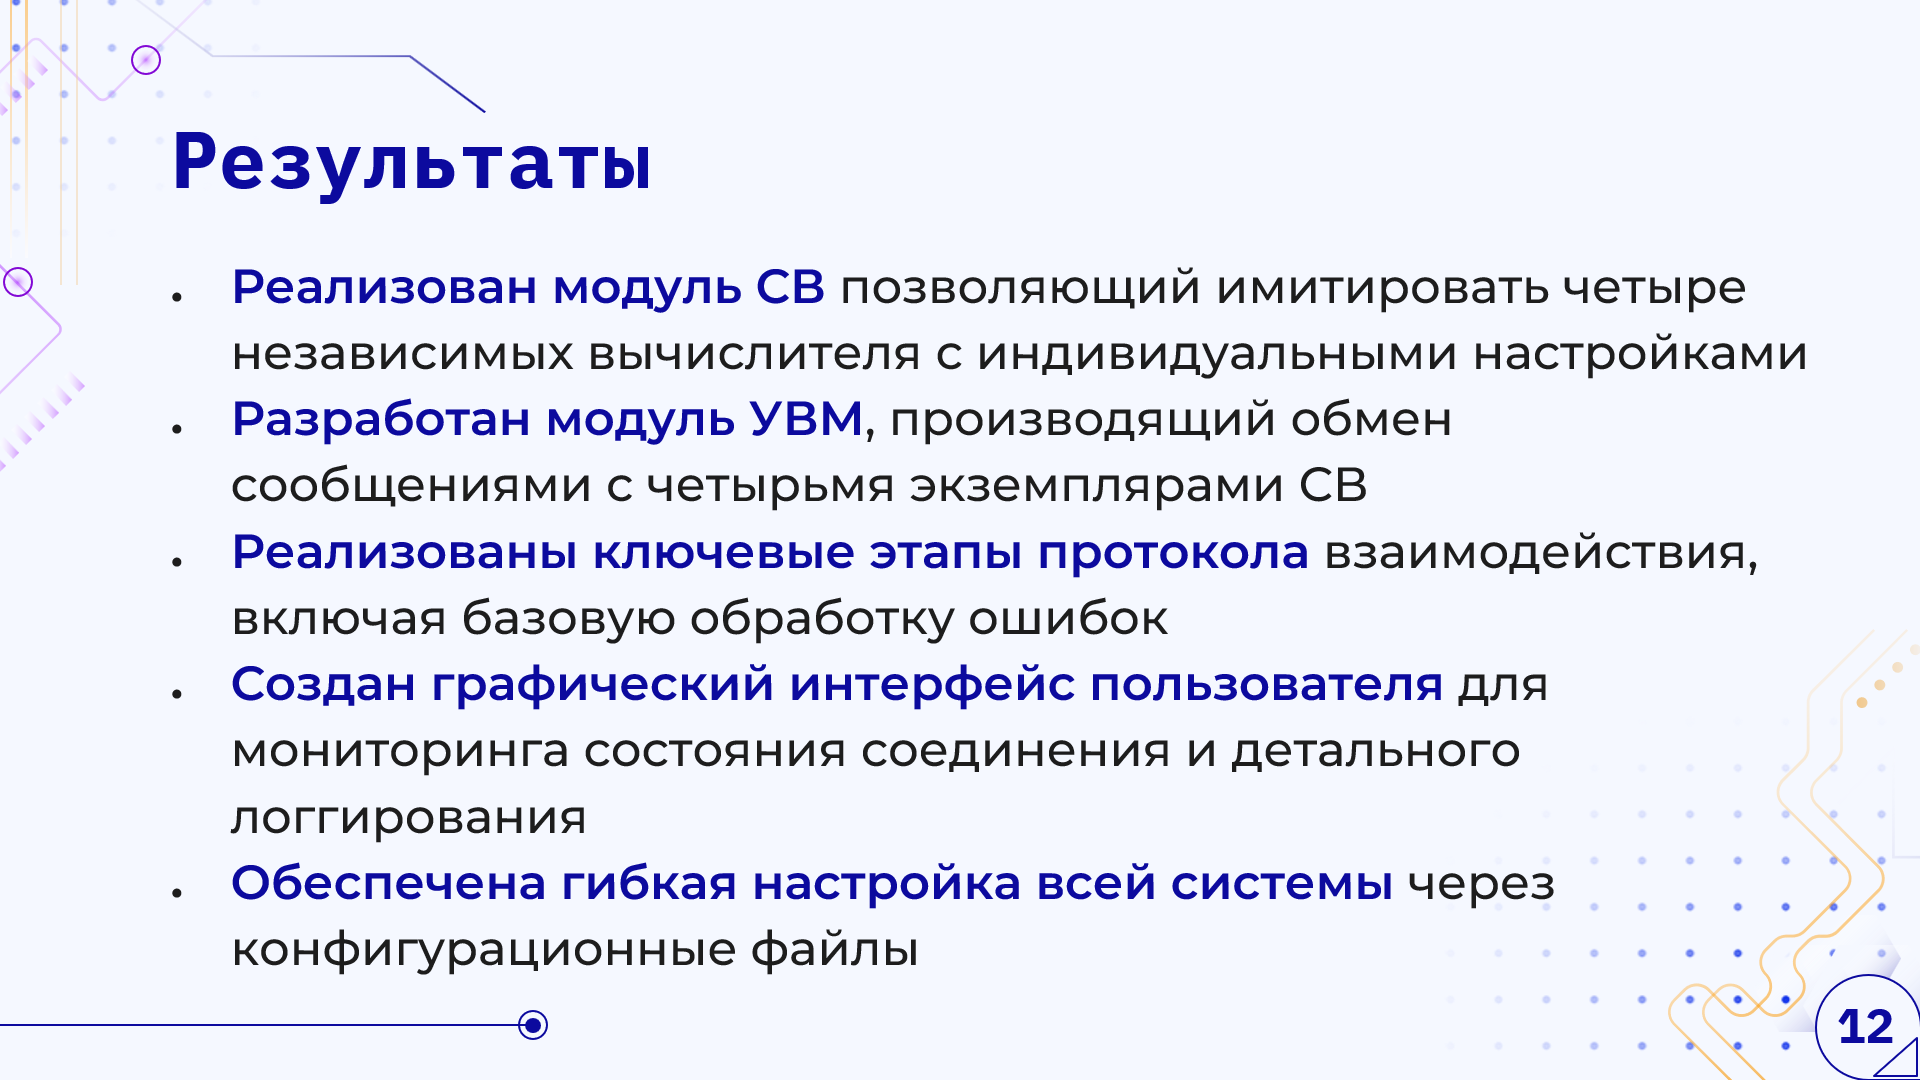 Результаты
• Реализован модуль СВ позволяющий имитировать четыре
независимых вычислителя с индивидуальными настройками
• Разработан модуль УВМ, производящий обмен
сообщениями с четырьмя экземплярами СВ
• Реализованы ключевые этапы протокола взаимодействия,
включая базовую обработку ошибок
• Создан графический интерфейс пользователя для
мониторинга состояния соединения и детального
логгирования
• Обеспечена гибкая настройка всей системы через
конфигурационные файлы
12